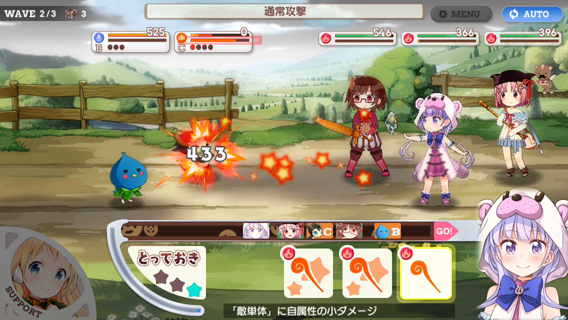 WAVE 2/3 3
通常攻撃
MENU
AUTO
B 525
C 0
546
366
396
433
C
B
GO!
とっておき
SUPPORT
「敵単体」に自属性の小ダメージ